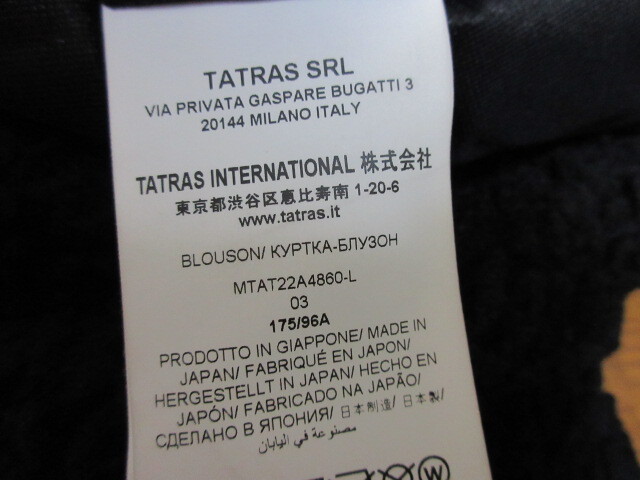 TATRAS SRL
VIA PRIVATA GASPARE BUGATTI 3
20144 MILANO ITALY
TATRAS INTERNATIONAL 株式会社
東京都渋谷区恵比寿南 1-20-6
www.tatras.it
BLOUSON/ КУРТКА-БЛУЗОН
MTAT22A4860-L
03
175/96A
PRODOTTO IN GIAPPONE/ MADE IN
JAPAN/ FABRIQUÉ EN JAPON/
HERGESTELLT IN JAPAN/ HECHO EN
JAPÓN/ FABRICADO NA JAPÃO/
СДЕЛАНО В ЯПОНИИ/ 日本制造/ 日本製/
مصنوعة في اليابان
W